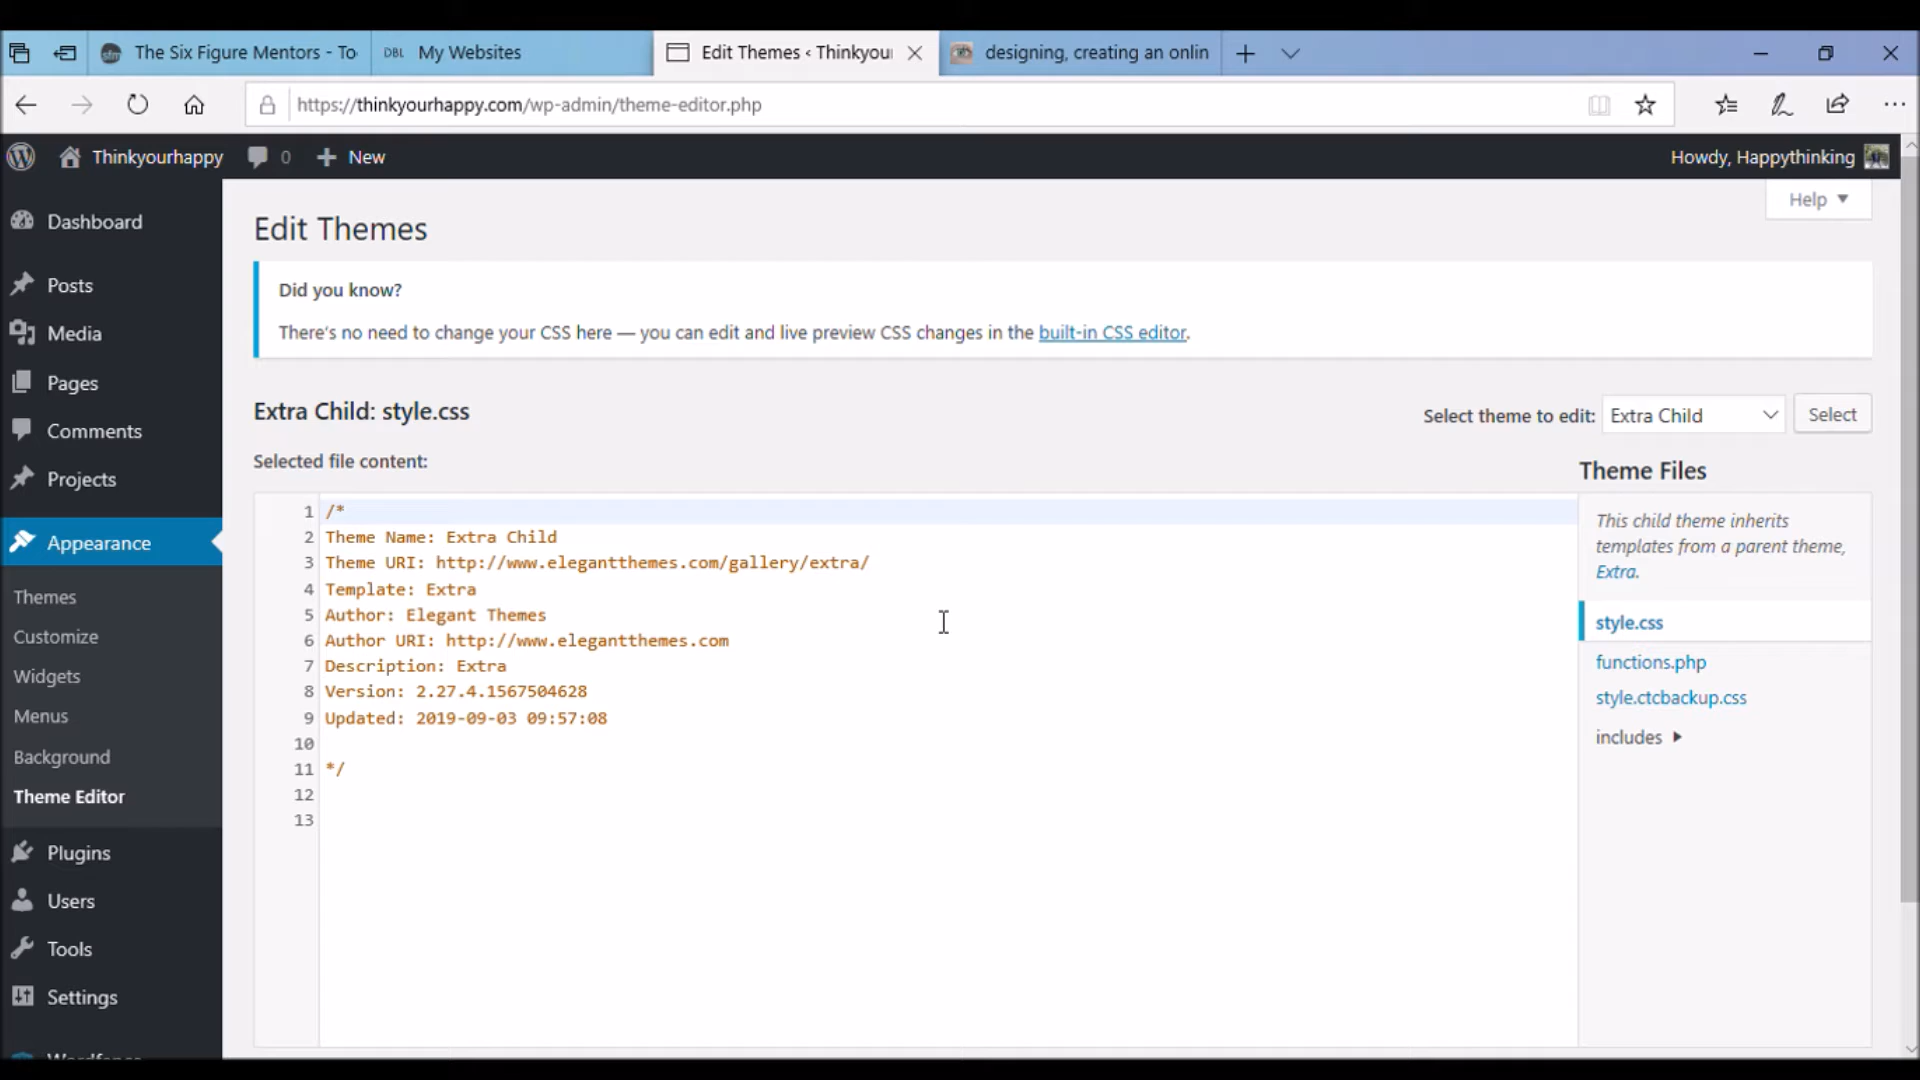 The Six Figure Mentors - To
DBL My Websites
Edit Themes ‹ Thinkyour
designing, creating an onlin
https://thinkyourhappy.com/wp-admin/theme-editor.php
Thinkyourhappy
0
New
Howdy, Happythinking
Help
Dashboard
Posts
Media
Pages
Comments
Projects
Appearance
Themes
Customize
Widgets
Menus
Background
Theme Editor
Plugins
Users
Tools
Settings
Edit Themes
Did you know?
There's no need to change your CSS here — you can edit and live preview CSS changes in the built-in CSS editor.
Extra Child: style.css
Select theme to edit: Extra Child Select
Selected file content:
1 /*
2 Theme Name: Extra Child
3 Theme URI: http://www.elegantthemes.com/gallery/extra/
4 Template: Extra
5 Author: Elegant Themes
6 Author URI: http://www.elegantthemes.com
7 Description: Extra
8 Version: 2.27.4.1567504628
9 Updated: 2019-09-03 09:57:08
10
11 */
12
13
Theme Files
This child theme inherits
templates from a parent theme,
Extra.
style.css
functions.php
style.ctcbackup.css
includes